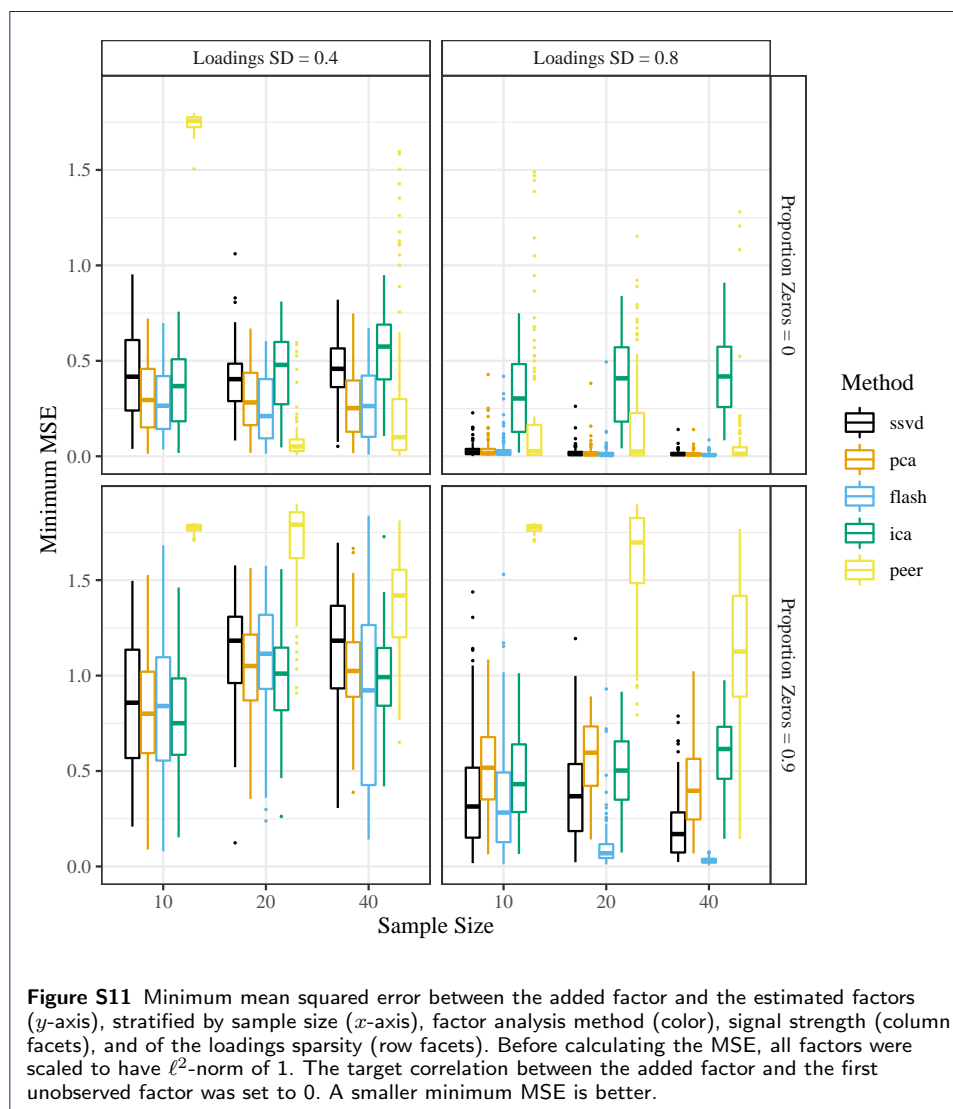 Loadings SD = 0.4
Loadings SD = 0.8
Minimum MSE
1.5
1.0
0.5
0.0
1.5
1.0
0.5
0.0
Proportion Zeros = 0
Proportion Zeros = 0.9
10
20
40
10
20
40
Sample Size
Method
ssvd
pca
flash
ica
peer
Figure S11 Minimum mean squared error between the added factor and the estimated factors
(y-axis), stratified by sample size (x-axis), factor analysis method (color), signal strength (column
facets), and of the loadings sparsity (row facets). Before calculating the MSE, all factors were
scaled to have ℓ²-norm of 1. The target correlation between the added factor and the first
unobserved factor was set to 0. A smaller minimum MSE is better.